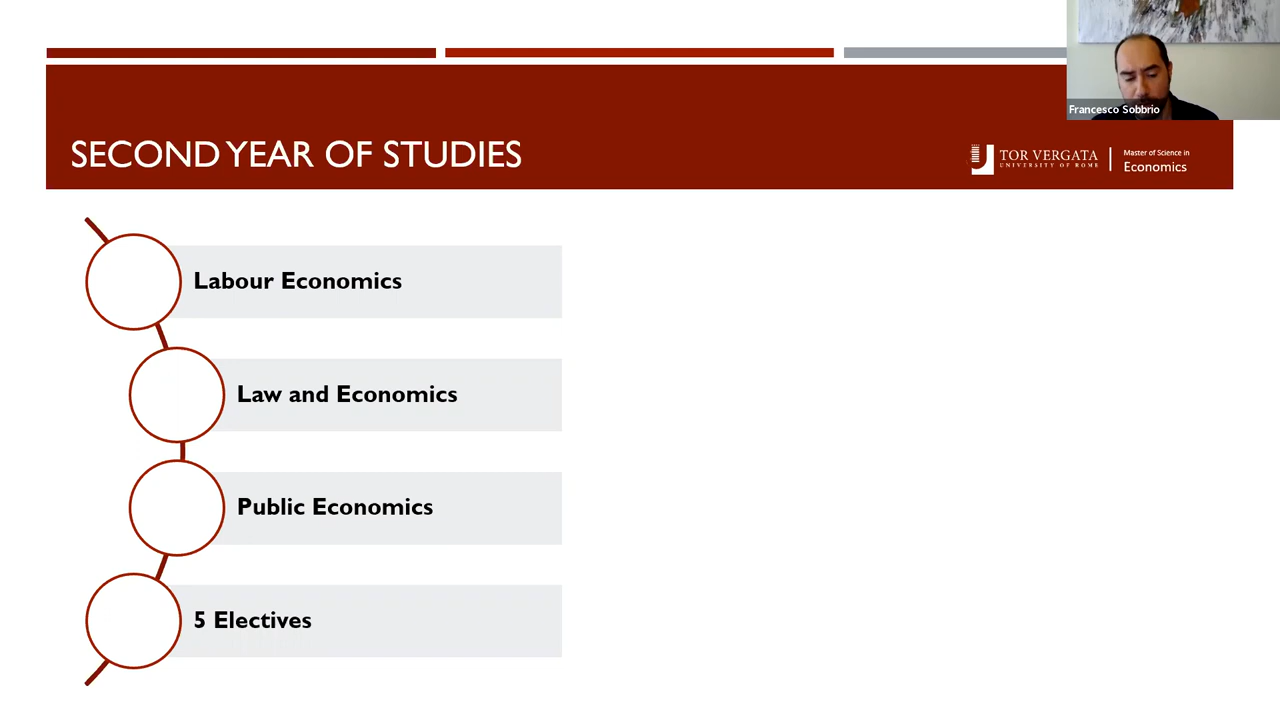 Francesco Sobbrio
SECOND YEAR OF STUDIES
TOR VERGATA
UNIVERSITY OF ROME
Master of Science in
Economics
Labour Economics
Law and Economics
Public Economics
5 Electives